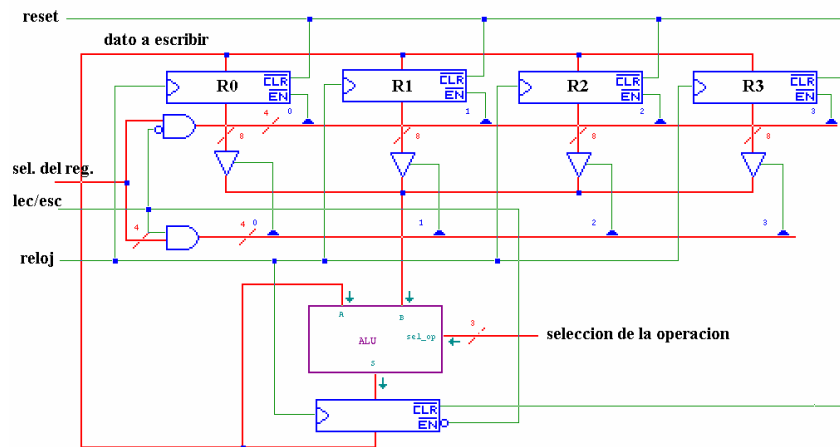 reset
dato a escribir
R0 CLR EN
R1 CLR EN
R2 CLR EN
R3 CLR EN
4 0 1 2 3
8 8 8 8
sel. del reg.
lec/esc
4 4 0 1 2 3
reloj
A B
3
sel_op
seleccion de la operacion
ALU
S
CLR
EN